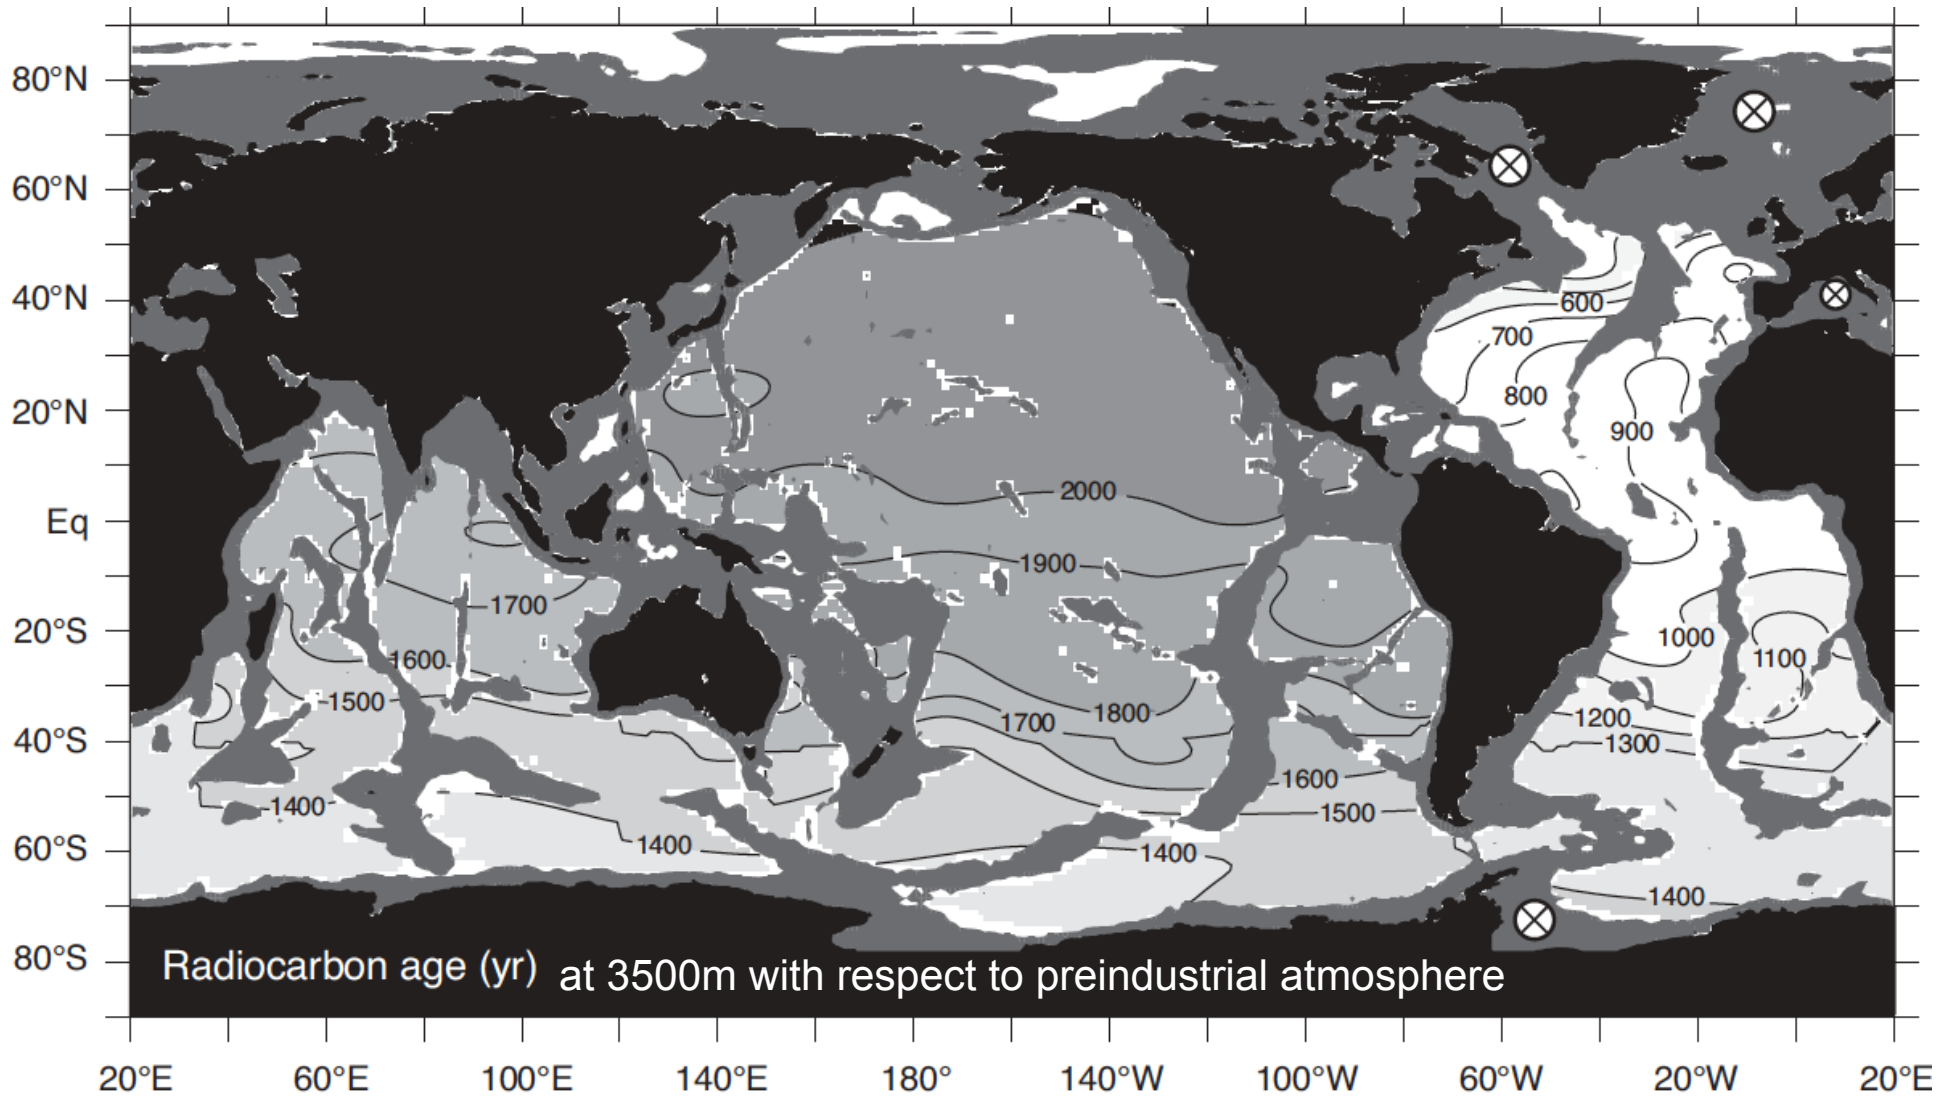 80°N
60°N
600
40°N
700
800
20°N
900
2000
Eq
1900
1700
1000
20°S
1600
1100
1500
1800
1200
1700
1300
40°S
1600
1400
1500
1400
1400
60°S
1400
80°S
Radiocarbon age (yr) at 3500m with respect to preindustrial atmosphere
20°E 60°E 100°E 140°E 180° 140°W 100°W 60°W 20°W 20°E